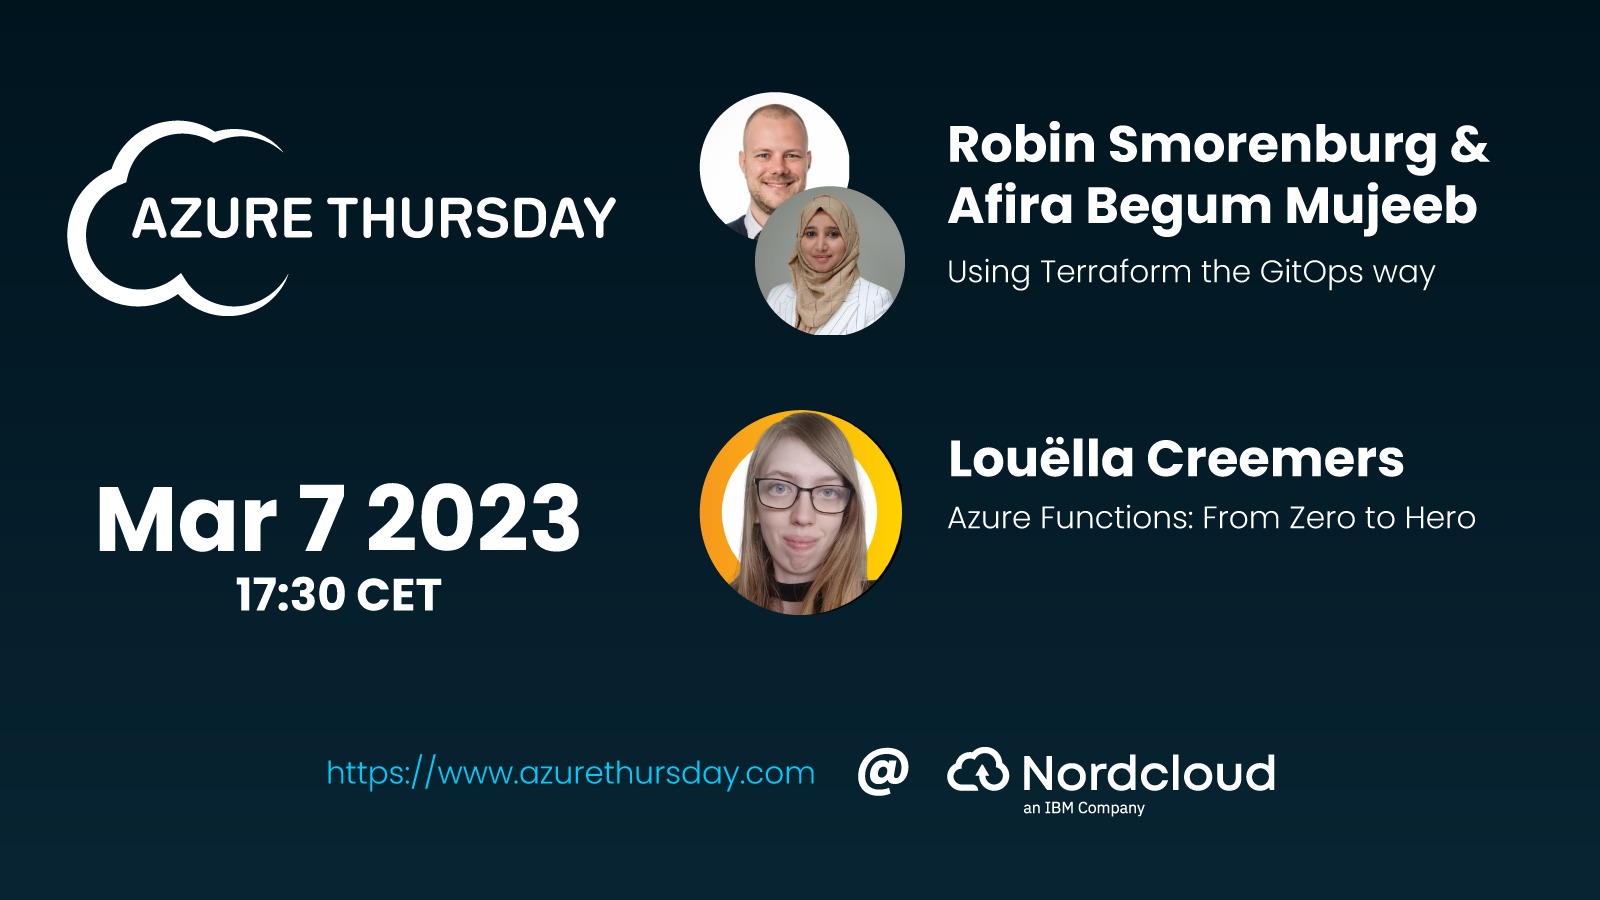 AZURE THURSDAY
Robin Smorenburg &
Afira Begum Mujeeb
Using Terraform the GitOps way
Louëlla Creemers
Azure Functions: From Zero to Hero
Mar 7 2023
17:30 CET
https://www.azurethursday.com @ Nordcloud
an IBM Company